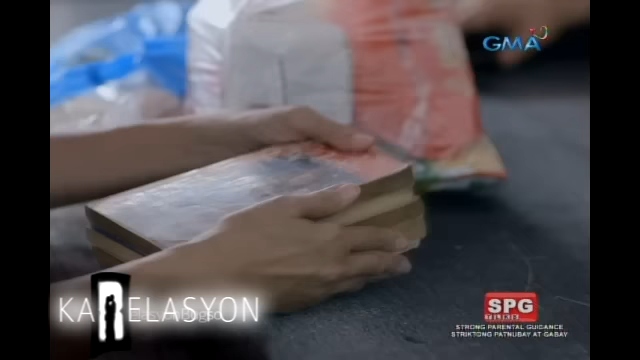 GMA
KARELASYON
SPG
STRONG PARENTAL GUIDANCE
STRIKTONG PATNUBAY AT GABAY